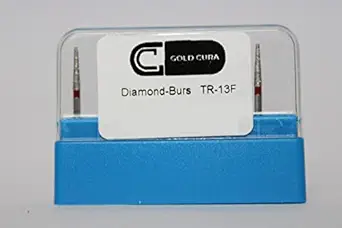 GOLD CURA
Diamond-Burs TR-13F